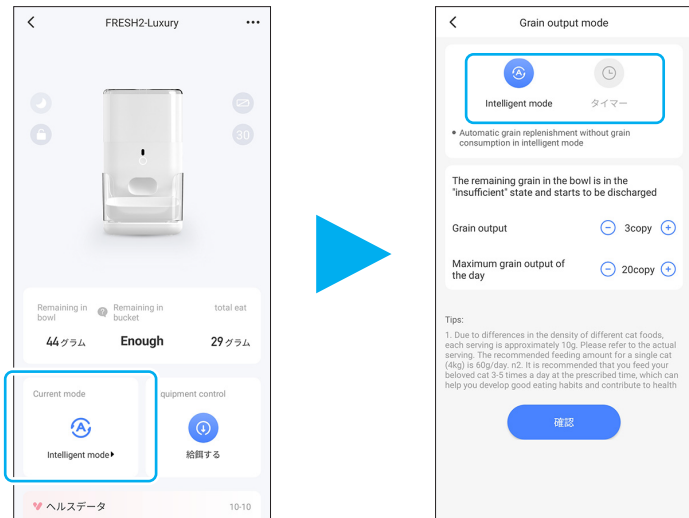 FRESH2-Luxury
30
Remaining in
bowl
Remaining in
bucket
total eat
44グラム
Enough
29グラム
Current mode
quipment control
A
Intelligent mode
給餌する
ヘルスデータ
10-10
Grain output mode
A
Intelligent mode
タイマー
• Automatic grain replenishment without grain
consumption in intelligent mode
The remaining grain in the bowl is in the
"insufficient" state and starts to be discharged
Grain output
3copy
Maximum grain output of
the day
20copy
Tips:
1. Due to differences in the density of different cat foods,
each serving is approximately 10g. Please refer to the actual
serving. The recommended feeding amount for a single cat
(4kg) is 60g/day. n2. It is recommended that you feed your
beloved cat 3-5 times a day at the prescribed time, which can
help you develop good eating habits and contribute to health
確認